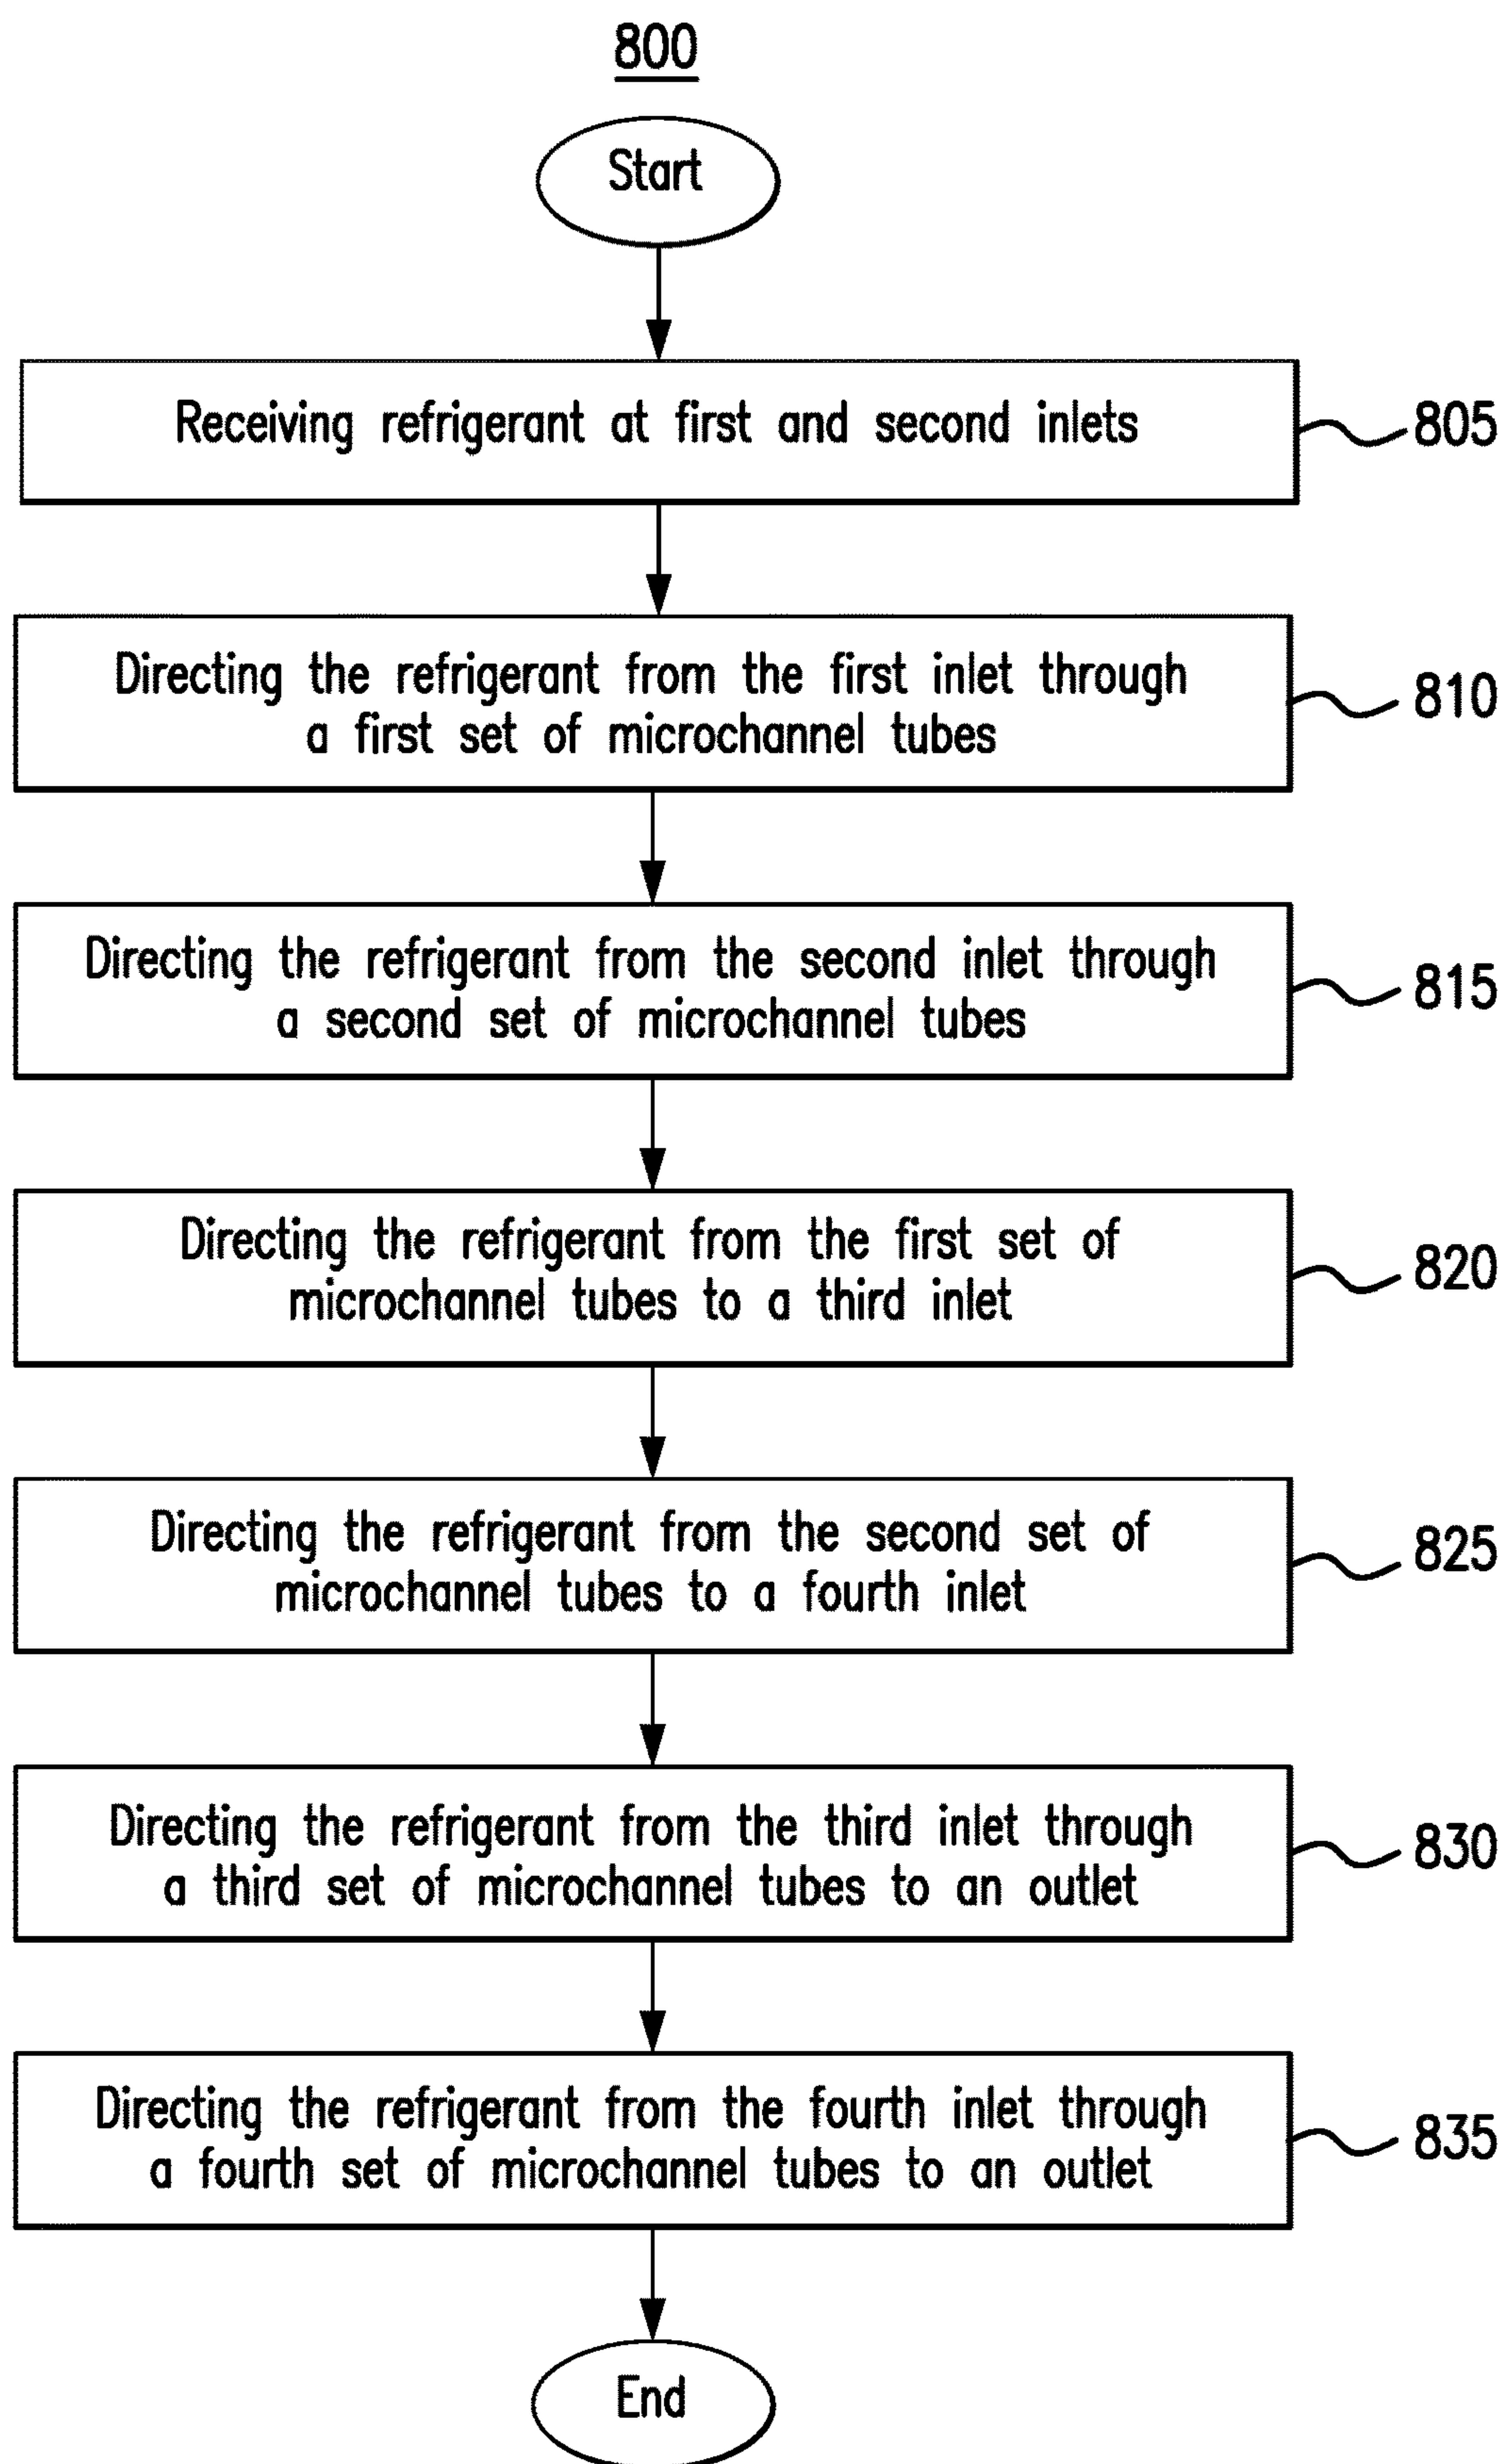 800
Start
Receiving refrigerant at first and second inlets
805
Directing the refrigerant from the first inlet through
a first set of microchannel tubes
810
Directing the refrigerant from the second inlet through
a second set of microchannel tubes
815
Directing the refrigerant from the first set of
microchannel tubes to a third inlet
820
Directing the refrigerant from the second set of
microchannel tubes to a fourth inlet
825
Directing the refrigerant from the third inlet through
a third set of microchannel tubes to an outlet
830
Directing the refrigerant from the fourth inlet through
a fourth set of microchannel tubes to an outlet
835
End